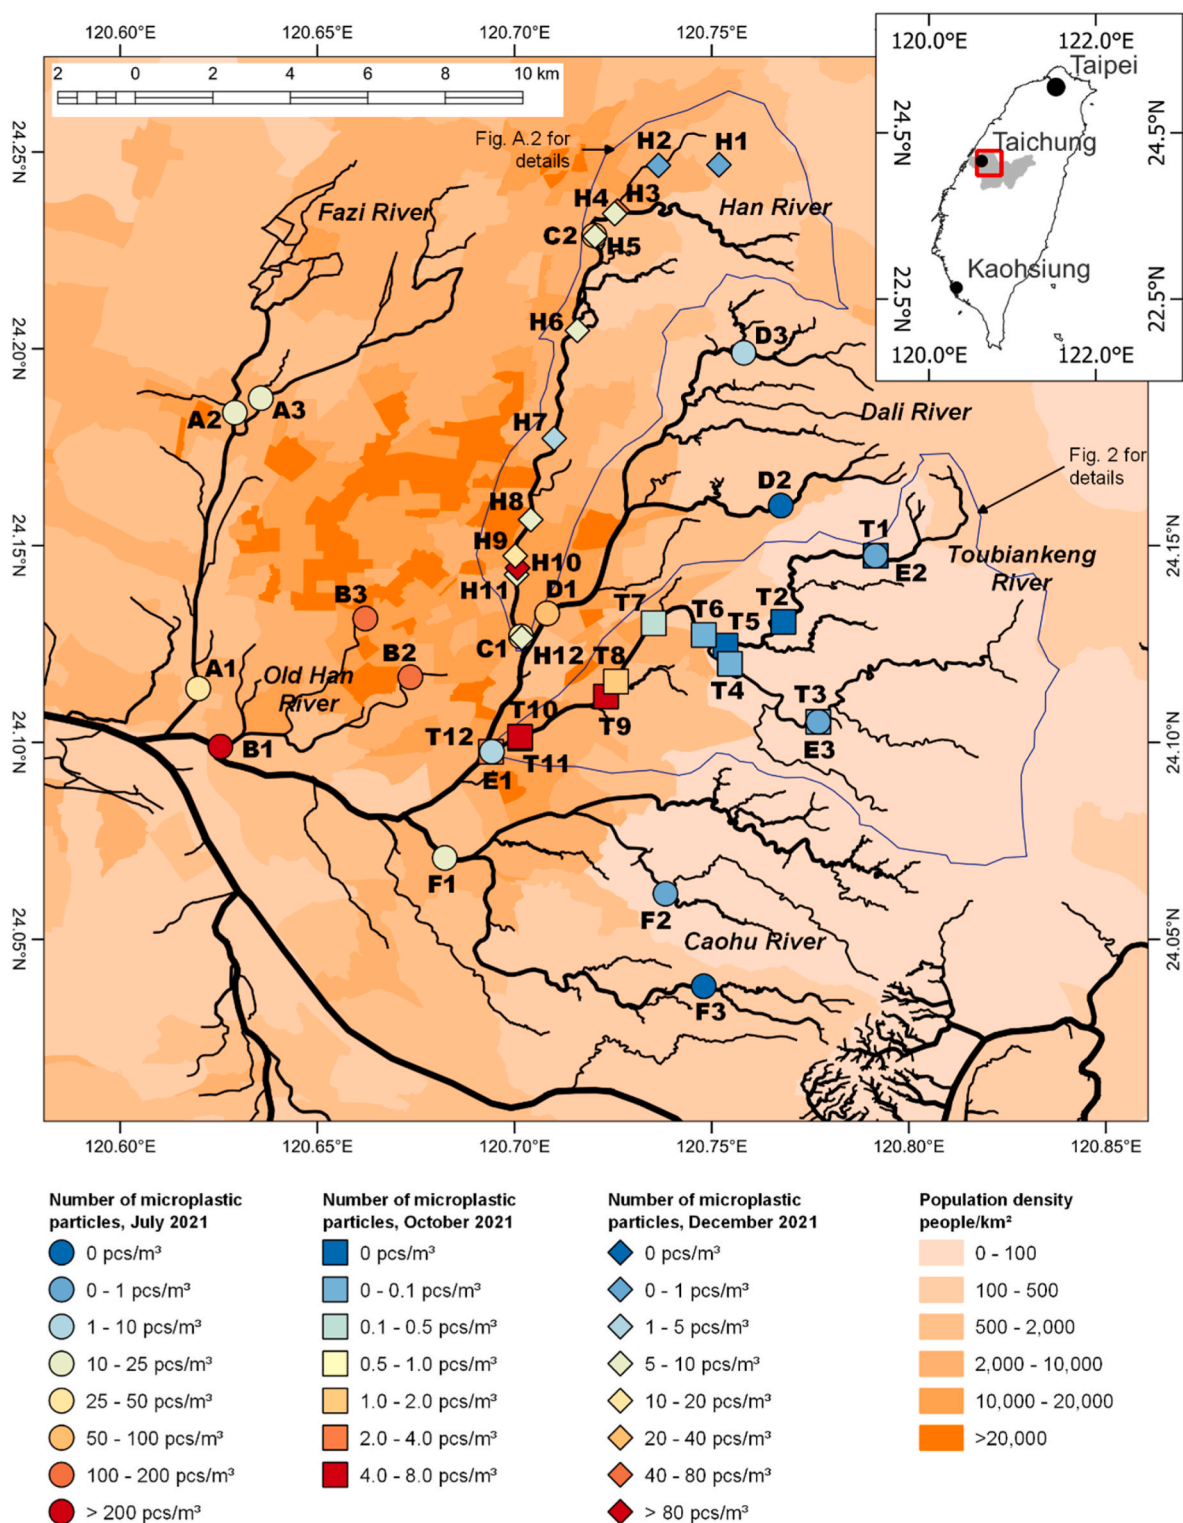 120.60°E 120.65°E 120.70°E 120.75°E
120.0°E 122.0°E
2 0 2 4 6 8 10 km
Taipei
24.5°N Taichung 24.5°N
Kaohsiung
22.5°N 22.5°N
120.0°E 122.0°E
24.25°N
Fig. A.2 for
details
H2 H1
H4 H3
Fazi River
Han River
C2 H5
H6
24.20°N
D3
A2 A3
Dali River
H7
Fig. 2 for
details
D2
H8
T1
24.15°N 24.15°N
H9
H10
Toubiankeng
River
E2
H11 D1
B3
T7 T6 T5 T2
C1 H12
B2 T8
T4 T3
A1 Old Han
River
T10 T9
T12 E3
B1 T11
24.10°N 24.10°N
E1
F1
F2
Caohu River
24.05°N 24.05°N
F3
120.60°E 120.65°E 120.70°E 120.75°E 120.80°E 120.85°E
Number of microplastic
particles, July 2021
0 pcs/m³
0 - 1 pcs/m³
1 - 10 pcs/m³
10 - 25 pcs/m³
25 - 50 pcs/m³
50 - 100 pcs/m³
100 - 200 pcs/m³
> 200 pcs/m³
Number of microplastic
particles, October 2021
0 pcs/m³
0 - 0.1 pcs/m³
0.1 - 0.5 pcs/m³
0.5 - 1.0 pcs/m³
1.0 - 2.0 pcs/m³
2.0 - 4.0 pcs/m³
4.0 - 8.0 pcs/m³
Number of microplastic
particles, December 2021
0 pcs/m³
0 - 1 pcs/m³
1 - 5 pcs/m³
5 - 10 pcs/m³
10 - 20 pcs/m³
20 - 40 pcs/m³
40 - 80 pcs/m³
> 80 pcs/m³
Population density
people/km²
0 - 100
100 - 500
500 - 2,000
2,000 - 10,000
10,000 - 20,000
>20,000